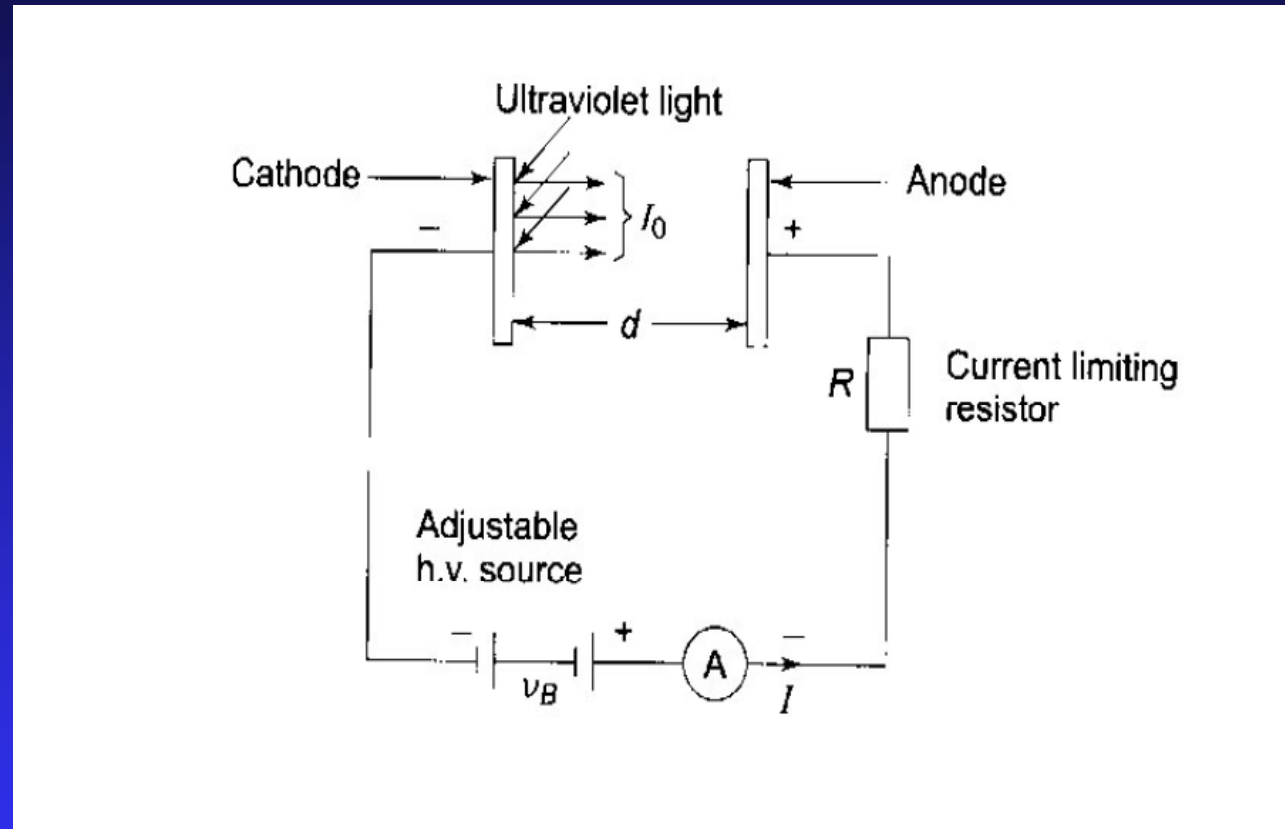 Ultraviolet light
Cathode
Anode
I₀
−
+
d
R
Current limiting
resistor
Adjustable
h.v. source
−
+
−
A
νB
I